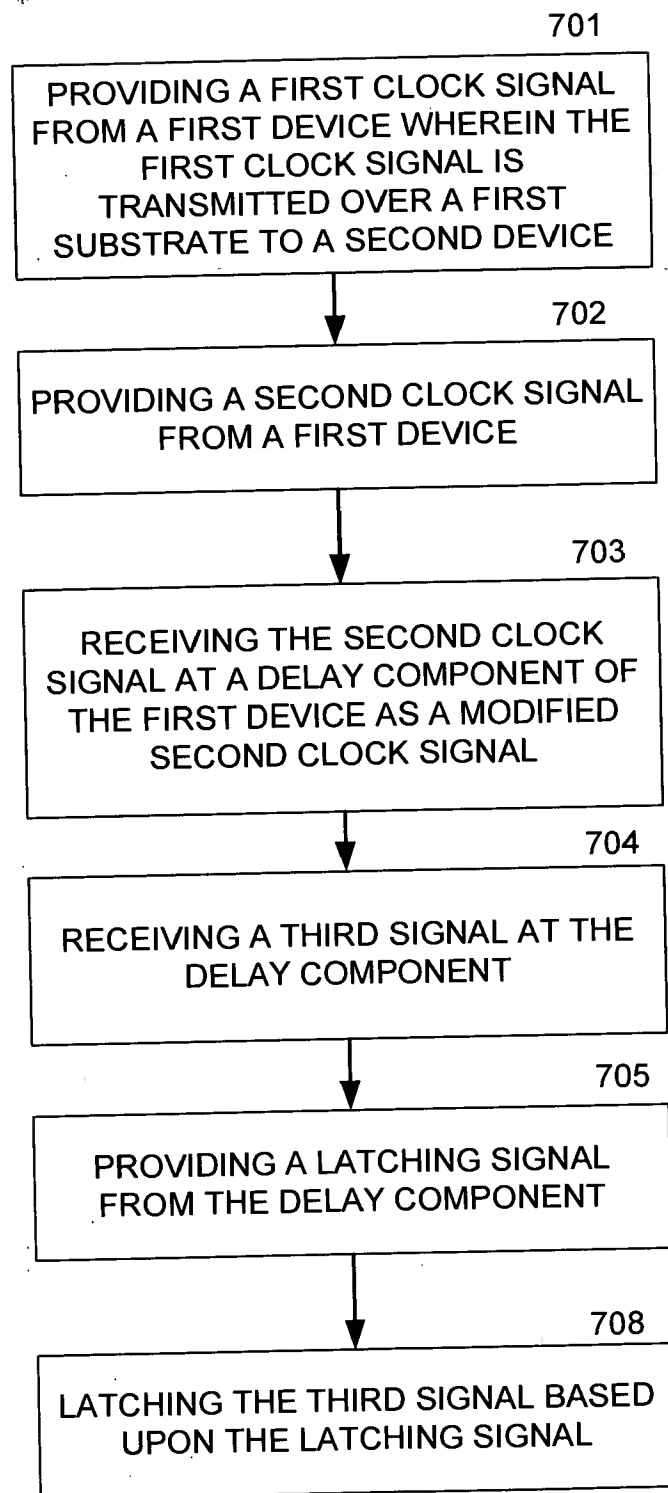 701
PROVIDING A FIRST CLOCK SIGNAL
FROM A FIRST DEVICE WHEREIN THE
FIRST CLOCK SIGNAL IS
TRANSMITTED OVER A FIRST
SUBSTRATE TO A SECOND DEVICE
702
PROVIDING A SECOND CLOCK SIGNAL
FROM A FIRST DEVICE
703
RECEIVING THE SECOND CLOCK
SIGNAL AT A DELAY COMPONENT OF
THE FIRST DEVICE AS A MODIFIED
SECOND CLOCK SIGNAL
704
RECEIVING A THIRD SIGNAL AT THE
DELAY COMPONENT
705
PROVIDING A LATCHING SIGNAL
FROM THE DELAY COMPONENT
708
LATCHING THE THIRD SIGNAL BASED
UPON THE LATCHING SIGNAL